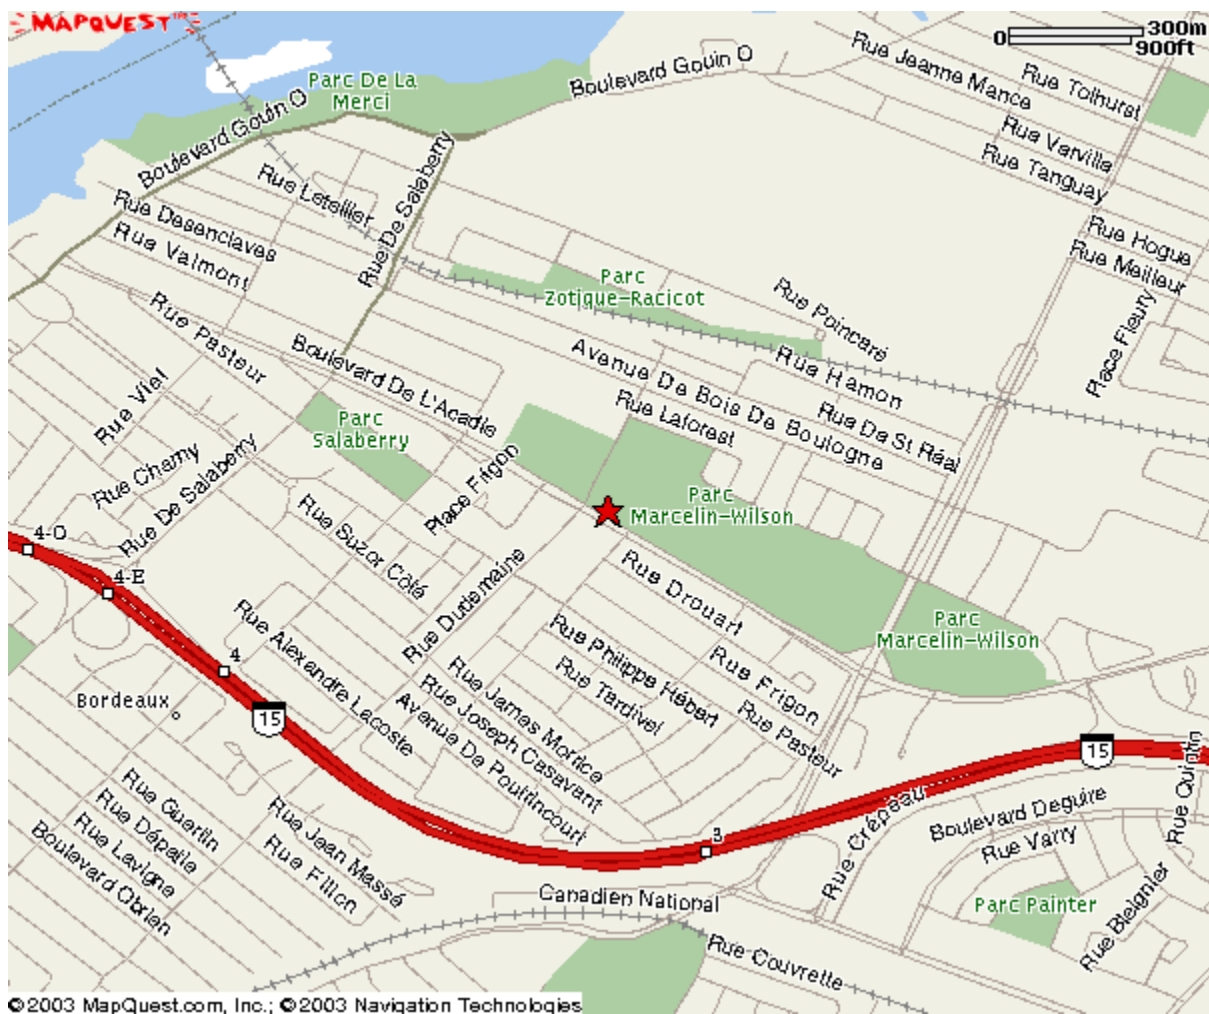 MAPQUEST
0 300m
900ft
Rue Jeanne Mance
Rue Tolhurst
Boulevard Gouin O
Parc De La
Merci
Boulevard Gouin O
Rue Verville
Rue Tanguay
Rue Letellier
Rue De Salaberry
Rue Desenclaves
Rue Valmont
Rue Hogue
Rue Meilleur
Parc
Zotique-Racicot
Rue Poincaré
Place Fleury
Rue Pasteur
Boulevard De L'Acadie
Avenue De Bois De Boulogne
Rue Hamon
Rue De St Réal
Rue Laforest
Rue Viel
Parc
Salaberry
Rue Charny
Rue De Salaberry
Place Frigon
Rue Suzor Coté
Parc
Marcelin-Wilson
4-O
4-E
Rue Dudemaine
Rue Drouart
Parc
Marcelin-Wilson
Rue Alexandre Lacoste
Rue Philippe Hébert
Rue Tardivel
Rue Frigon
Rue Pasteur
4
Bordeaux
15
Rue James Morrice
Rue Joseph Casavant
Avenue De Poutrincourt
15
Rue Quintin
Rue Guertin
Rue Dépatie
Rue Lavigne
Boulevard Obrien
Rue Jean Massé
Rue Fillon
3
Rue Crépeau
Boulevard Deguire
Rue Varry
Canadien National
Parc Painter
Rue Bleignier
Rue Couvrette
©2003 MapQuest.com, Inc.; ©2003 Navigation Technologies